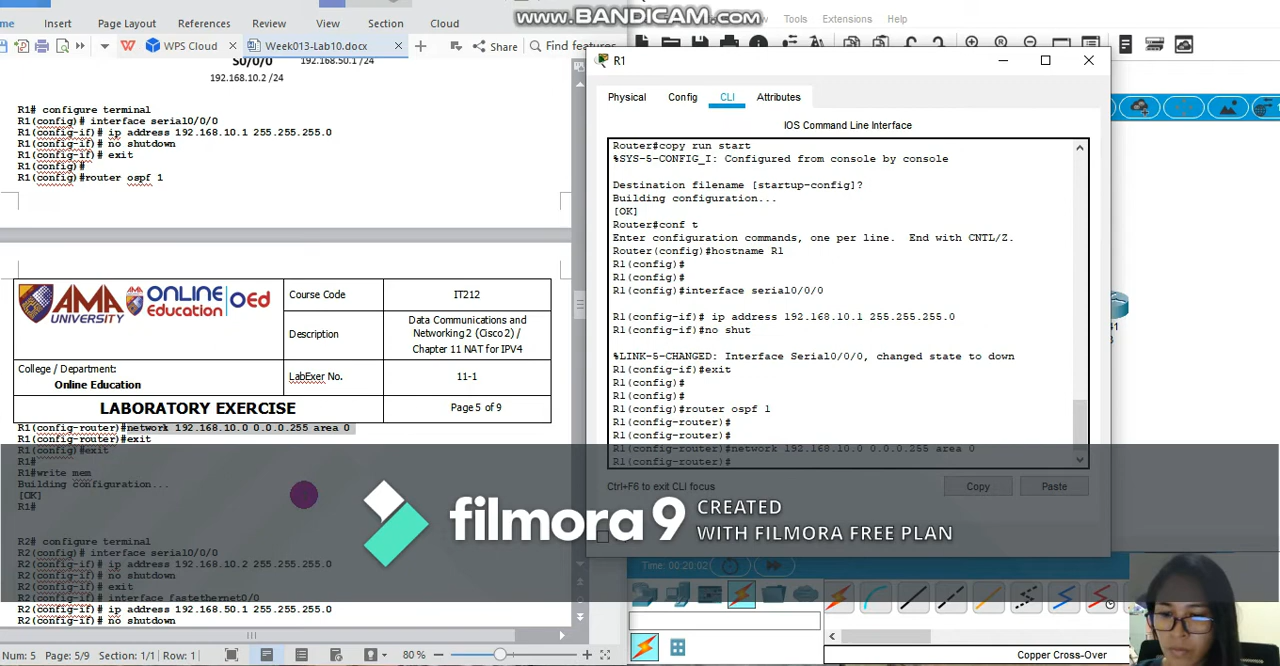 www.BANDICAM.com
Insert Page Layout References Review View Section Cloud
WPS Cloud Week013-Lab10.docx Share Find features
Tools Extensions Help
S0/0/0 192.168.50.1 /24
192.168.10.2 /24
R1# configure terminal
R1(config)# interface serial0/0/0
R1(config-if)# ip address 192.168.10.1 255.255.255.0
R1(config-if)# no shutdown
R1(config-if)# exit
R1(config)#
R1(config)#router ospf 1
AMA UNIVERSITY
ONLINE Education
OEd
Course Code IT212
Description Data Communications and Networking 2 (Cisco 2) / Chapter 11 NAT for IPV4
College / Department:
Online Education
LabExer No. 11-1
LABORATORY EXERCISE Page 5 of 9
R1(config-router)#network 192.168.10.0 0.0.0.255 area 0
R1(config-router)#exit
R1(config)#exit
R1#
R1#write mem
Building configuration...
[OK]
R1#
R2# configure terminal
R2(config)# interface serial0/0/0
R2(config-if)# ip address 192.168.10.2 255.255.255.0
R2(config-if)# no shutdown
R2(config-if)# exit
R2(config-if)# interface fastethernet0/0
R2(config-if)# ip address 192.168.50.1 255.255.255.0
R2(config-if)# no shutdown
Num: 5 Page: 5/9 Section: 1/1 Row: 1 80 %
R1
Physical Config CLI Attributes
IOS Command Line Interface
Router#copy run start
%SYS-5-CONFIG_I: Configured from console by console
Destination filename [startup-config]?
Building configuration...
[OK]
Router#conf t
Enter configuration commands, one per line. End with CNTL/Z.
Router(config)#hostname R1
R1(config)#
R1(config)#
R1(config)#interface serial0/0/0
R1(config-if)# ip address 192.168.10.1 255.255.255.0
R1(config-if)#no shut
%LINK-5-CHANGED: Interface Serial0/0/0, changed state to down
R1(config-if)#exit
R1(config)#
R1(config)#
R1(config)#router ospf 1
R1(config-router)#
R1(config-router)#
R1(config-router)#network 192.168.10.0 0.0.0.255 area 0
R1(config-router)#
Ctrl+F6 to exit CLI focus Copy Paste
filmora9 CREATED
WITH FILMORA FREE PLAN
Time: 00:20:02
Copper Cross-Over